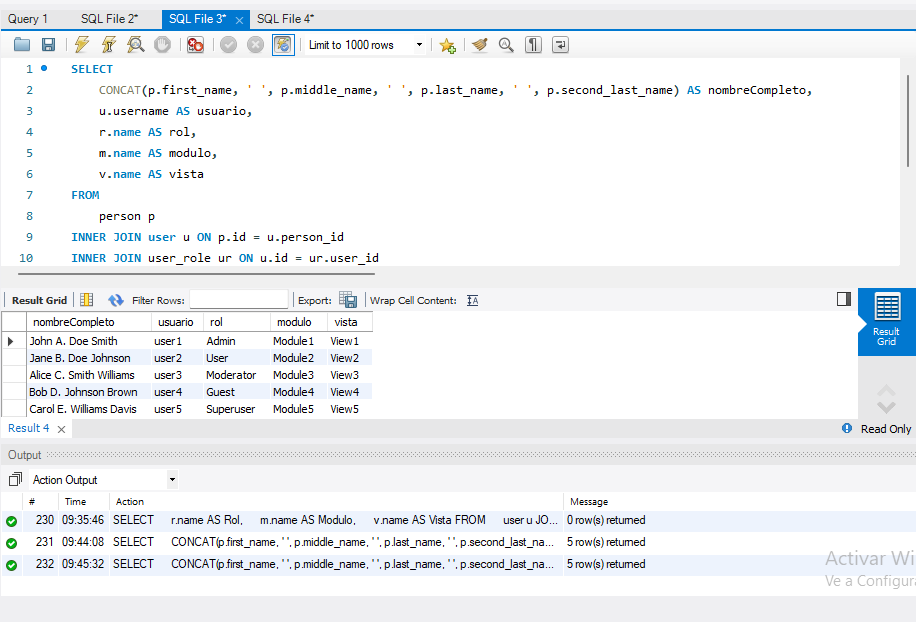 Query 1 SQL File 2* SQL File 3* SQL File 4*
Limit to 1000 rows
1 SELECT
2 CONCAT(p.first_name, ' ', p.middle_name, ' ', p.last_name, ' ', p.second_last_name) AS nombreCompleto,
3 u.username AS usuario,
4 r.name AS rol,
5 m.name AS modulo,
6 v.name AS vista
7 FROM
8 person p
9 INNER JOIN user u ON p.id = u.person_id
10 INNER JOIN user_role ur ON u.id = ur.user_id
Result Grid Filter Rows: Export: Wrap Cell Content:
nombreCompleto usuario rol modulo vista
John A. Doe Smith user1 Admin Module1 View1
Jane B. Doe Johnson user2 User Module2 View2
Alice C. Smith Williams user3 Moderator Module3 View3
Bob D. Johnson Brown user4 Guest Module4 View4
Carol E. Williams Davis user5 Superuser Module5 View5
Result
Grid
Result 4 Read Only
Output
Action Output
# Time Action Message
230 09:35:46 SELECT r.name AS Rol, m.name AS Modulo, v.name AS Vista FROM user u JO... 0 row(s) returned
231 09:44:08 SELECT CONCAT(p.first_name, ' ', p.middle_name, ' ', p.last_name, ' ', p.second_last_na... 5 row(s) returned
232 09:45:32 SELECT CONCAT(p.first_name, ' ', p.middle_name, ' ', p.last_name, ' ', p.second_last_na... 5 row(s) returned
Activar Wi
Ve a Configura